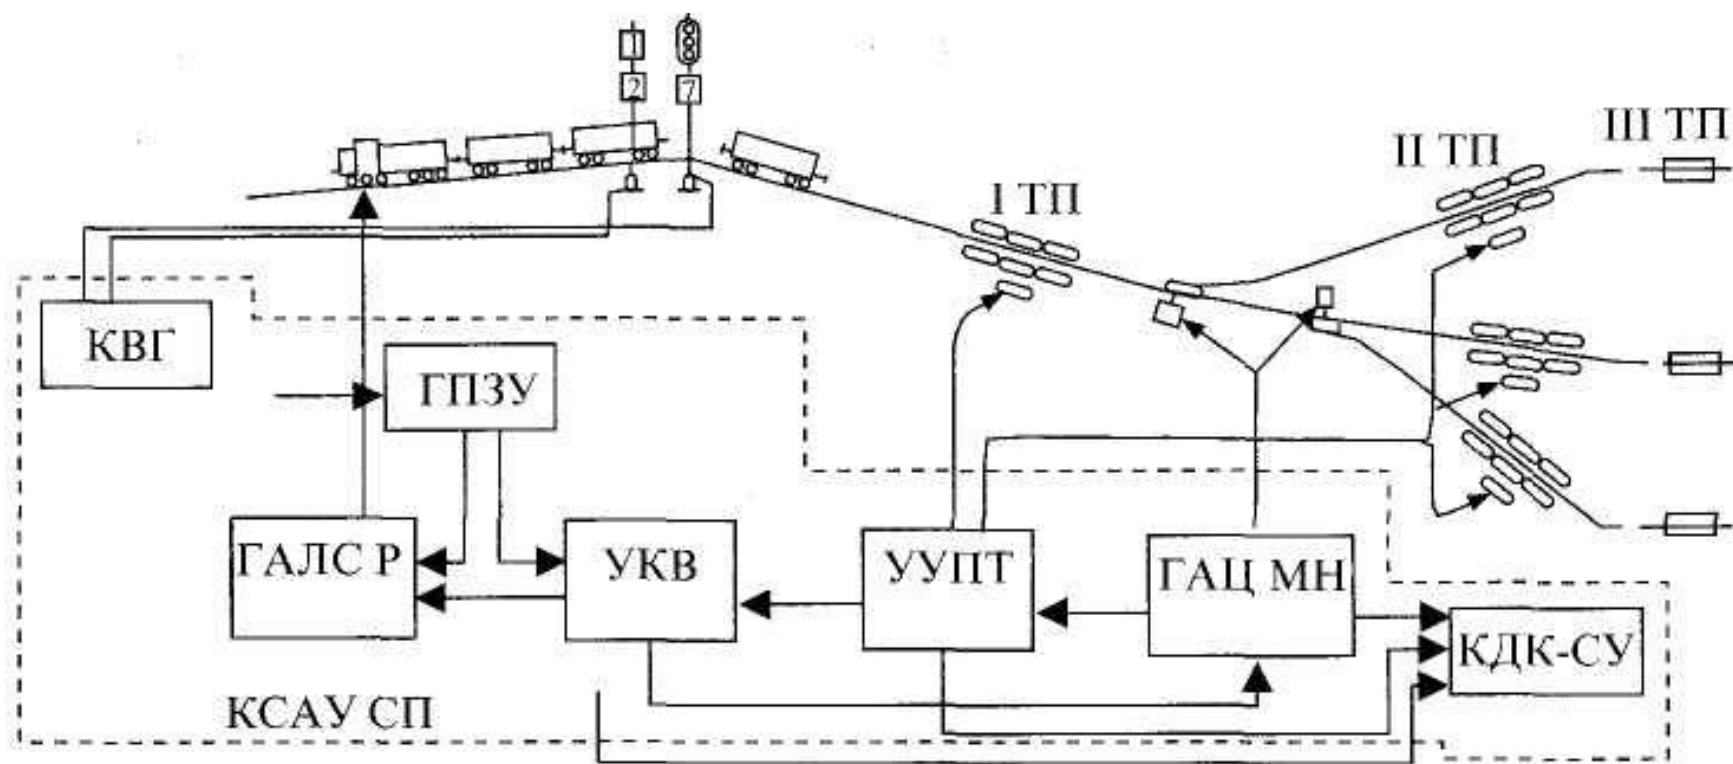 1
2
7
I ТП
II ТП
III ТП
КВГ
ГПЗУ
ГАЛС Р
УКВ
УУПТ
ГАЦ МН
КДК-СУ
КСАУ СП